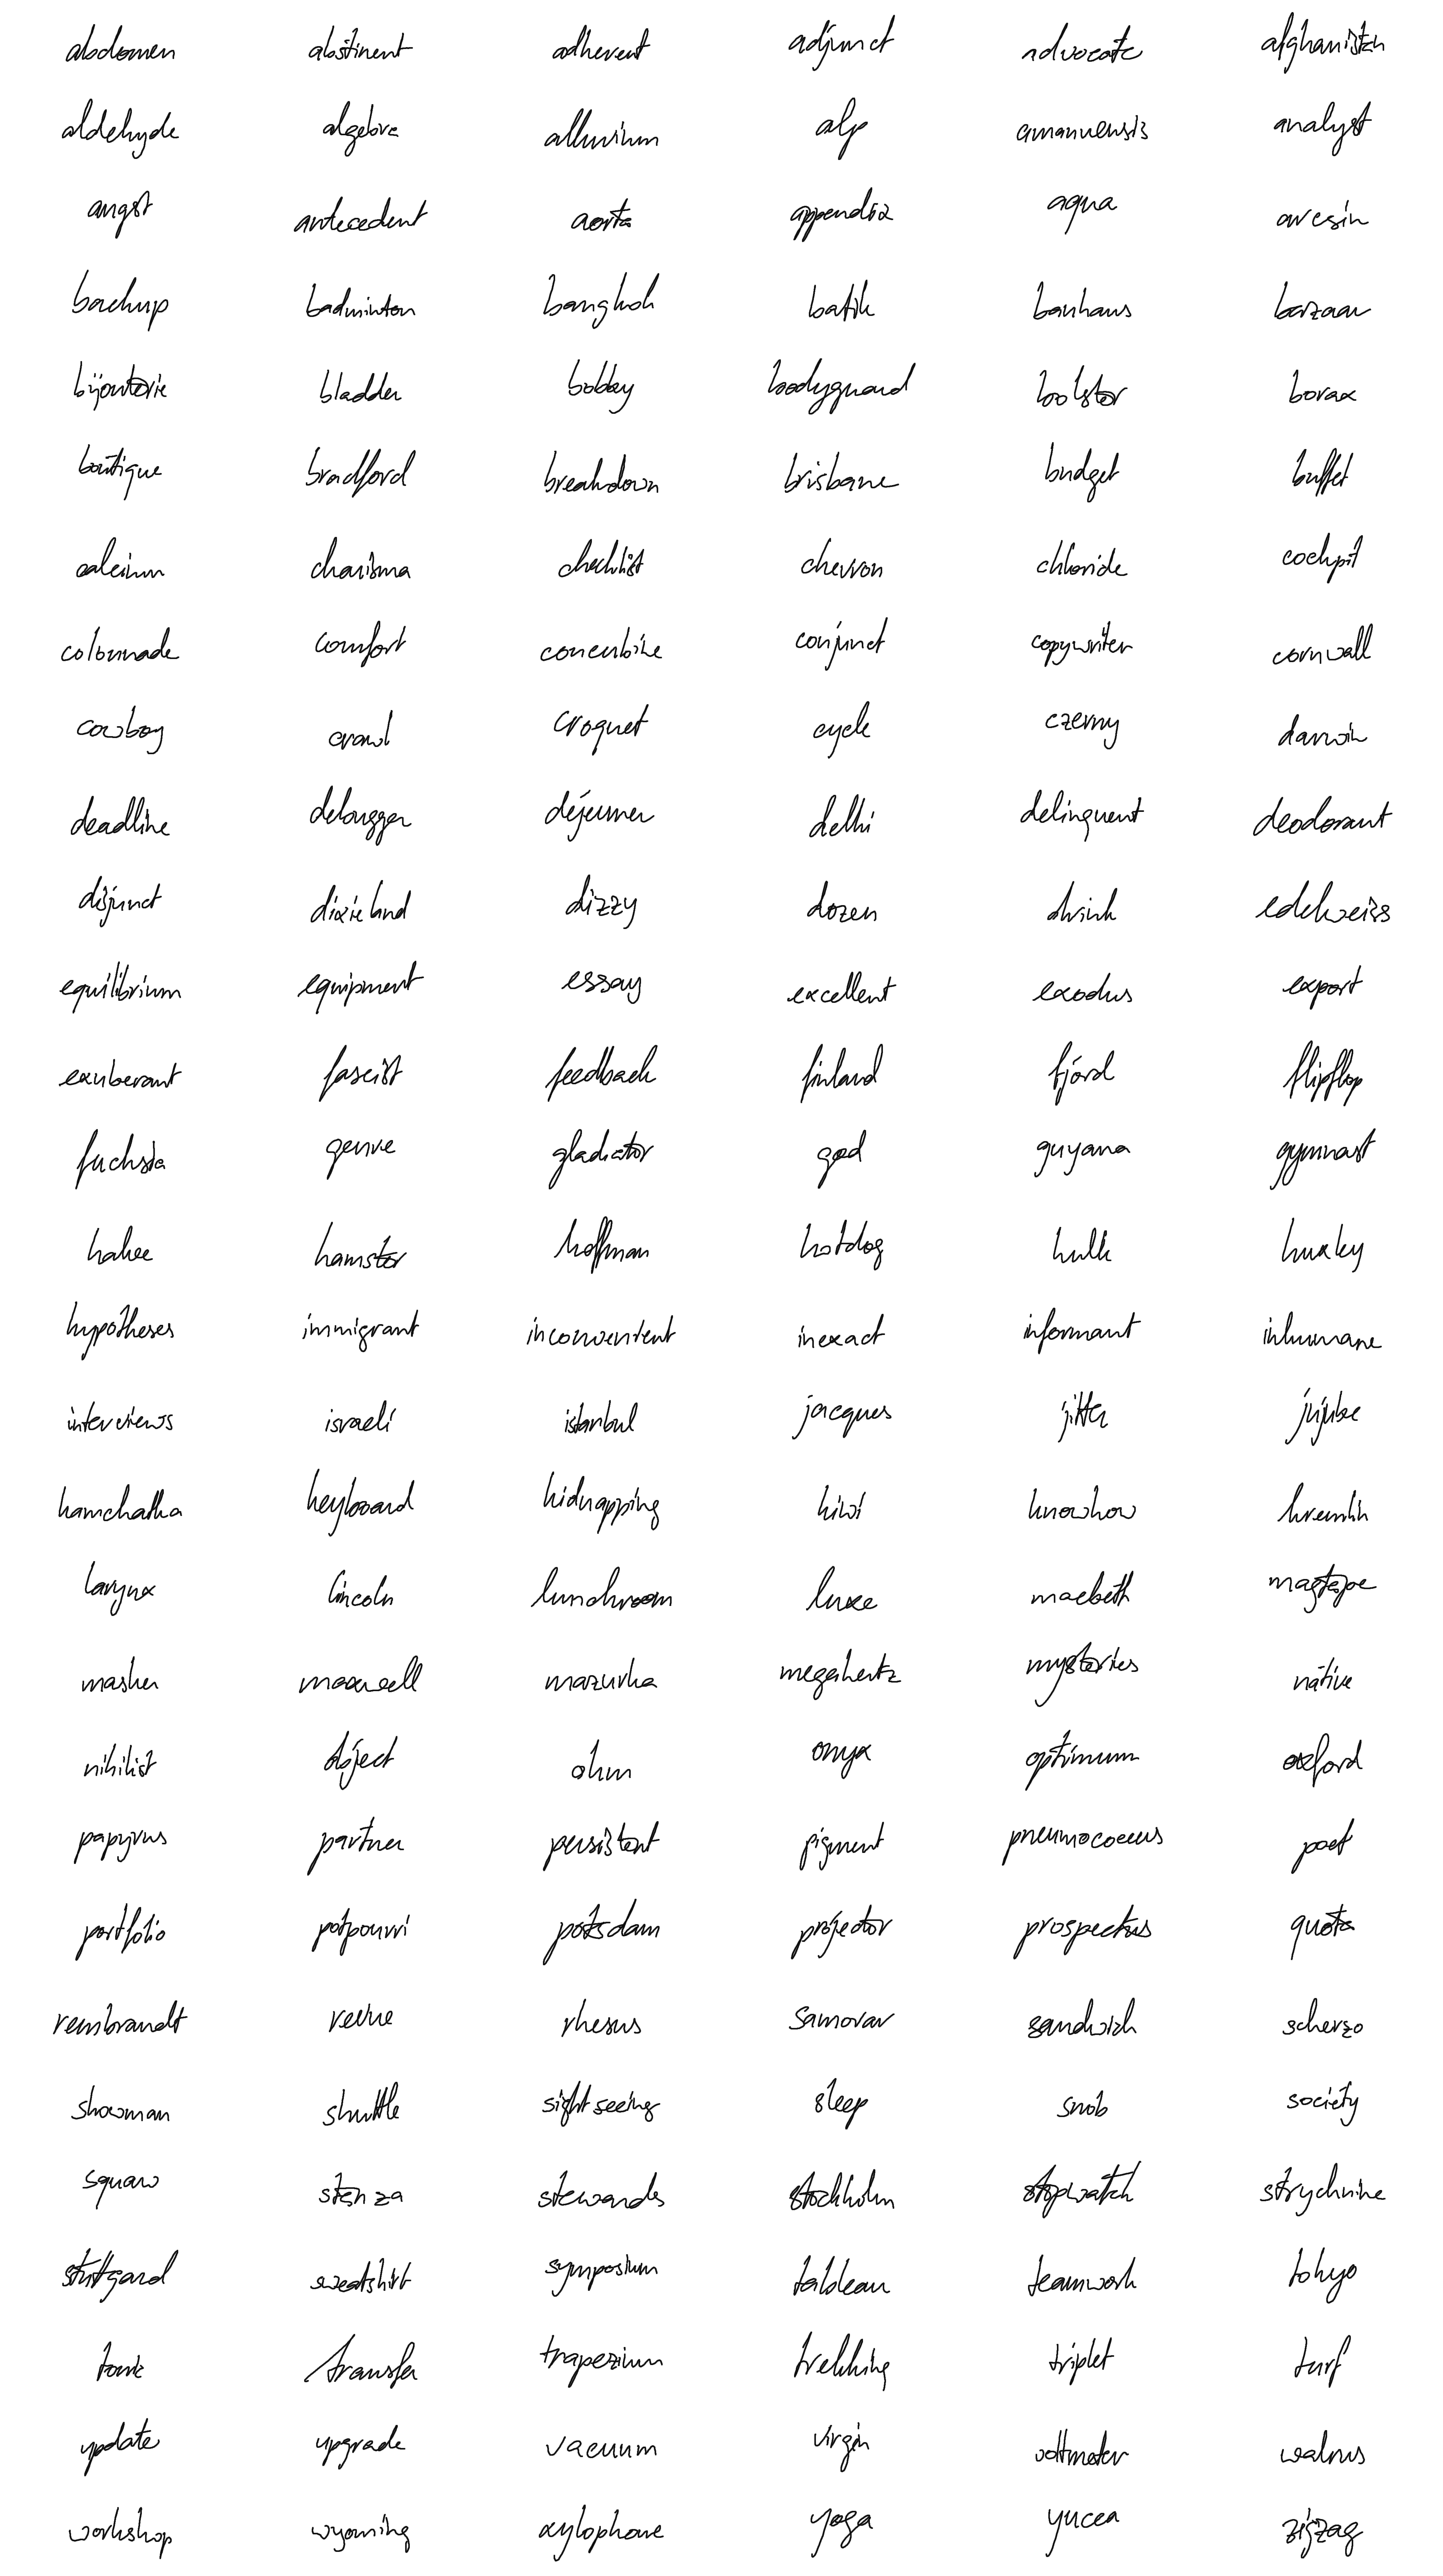 abdomen abstinent adherent adjunct advocate afghanistan
aldehyde algebra alluvium alp amanuensis analyst
angst antecedent aorta appendix aqua aresin
backup badminton bangkok batik bauhaus bazaar
bijouterie bladder bobby bodyguard bolster borax
boutique bradford breakdown brisbane budget buffet
calcium charisma checklist chevron chloride cockpit
colonnade comfort concubine conjunct copywriter cornwall
cowboy crawl croquet cycle czerny darwin
deadline debugger déjeuner delhi delinquent deodorant
disjunct dixieland dizzy dozen drink edelweiss
equilibrium equipment essay excellent exodus export
exuberant fascist feedback finland fjord flipflop
fuchsia genre gladiator god guyana gymnast
hakee hamster hoffman hotdog hulk huxley
hypotheses immigrant inconvenient inexact informant inhumane
interviews israeli istanbul jacques jitter jujube
kamchatka keyboard kidnapping kiwi knowhow kremlin
larynx lincoln lunchroom luxe macbeth magtape
masker maxwell mazurka megahertz mysteries native
nihilist object ohm onyx optimum oxford
papyrus partner persistent pigment pneumococcus poet
portfolio potpourri potsdam projector prospectus quota
rembrandt revue rhesus samovar sandwich scherzo
showman shuttle sightseeing sleep snob society
squaw stanza stewards stockholm stopwatch strychnine
stuttgard sweatshirt symposium tableau teamwork tokyo
tonic transfer trapezium trekking triplet turf
update upgrade vacuum virgin voltmeter walrus
workshop wyoming xylophone yoga yucca zigzag